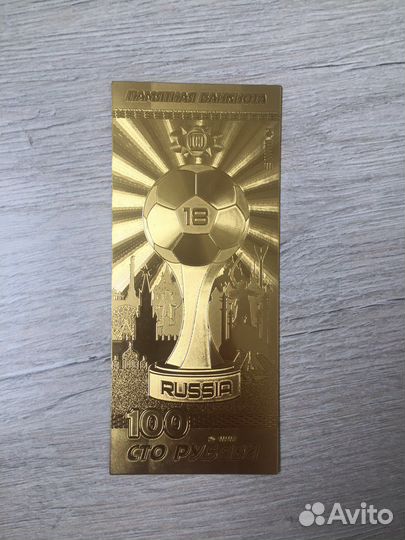 ПАМЯТНАЯ БАНКНОТА
18
RUSSIA
100
СТО РУБЛЕЙ
Avito